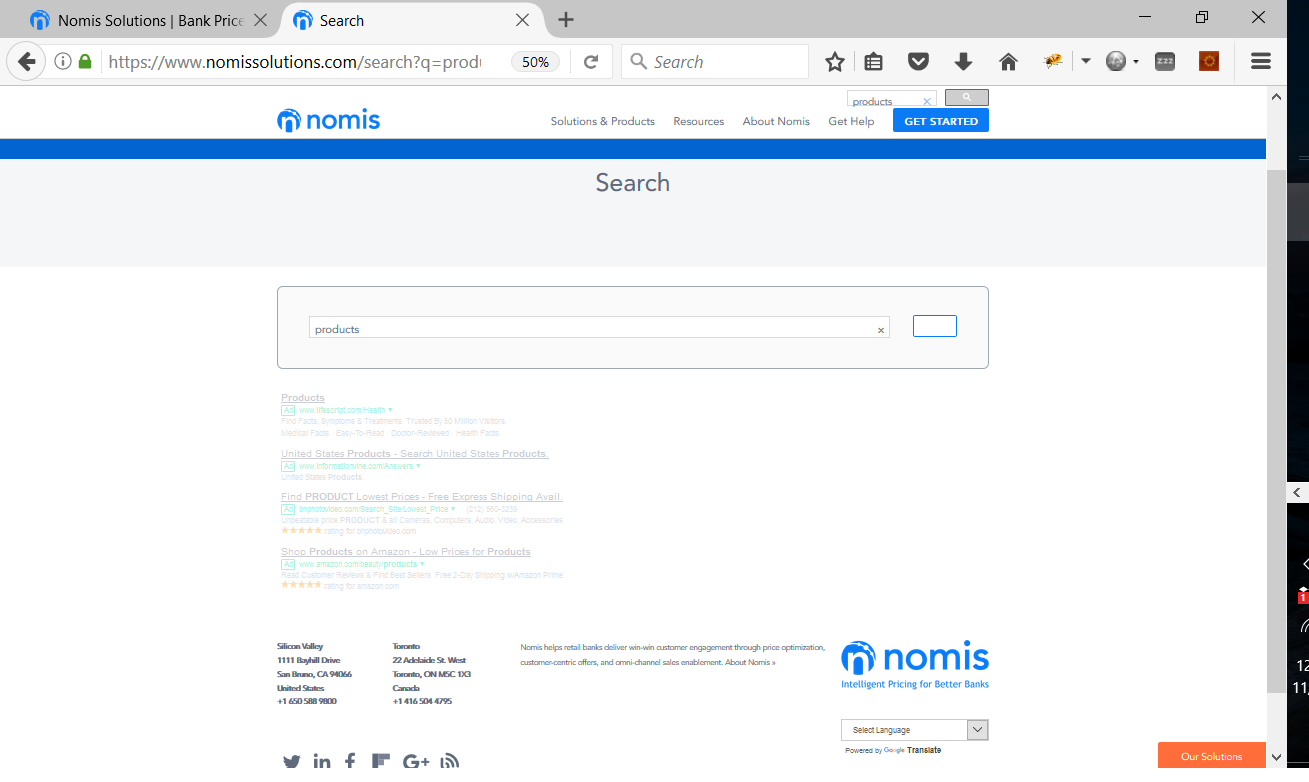 Nomis Solutions | Bank Price
Search
https://www.nomissolutions.com/search?q=prod
50%
Search
zzz
products
nomis
Solutions & Products
Resources
About Nomis
Get Help
GET STARTED
Search
products
Products
Ad www.lifescript.com/Health
Find Facts, Symptoms & Treatments. Trusted By 50 Million Visitors.
Medical Facts · Easy-To-Read · Doctor-Reviewed · Health Facts
United States Products - Search United States Products.
Ad www.informationvine.com/Answers
United States Products
Find PRODUCT Lowest Prices - Free Express Shipping Avail.
Ad bhphotovideo.com/Search_Site/Lowest_Price (212) 560-3239
Unbeatable price PRODUCT & all Cameras, Computers, Audio, Video, Accessories
rating for bhphotovideo.com
Shop Products on Amazon - Low Prices for Products
Ad www.amazon.com/beauty/products
Read Customer Reviews & Find Best Sellers. Free 2-Day Shipping w/Amazon Prime.
rating for amazon.com
Silicon Valley
1111 Bayhill Drive
San Bruno, CA 94066
United States
+1 650 588 9800
Toronto
22 Adelaide St. West
Toronto, ON M5C 1X3
Canada
+1 416 504 4795
Nomis helps retail banks deliver win-win customer engagement through price optimization,
customer-centric offers, and omni-channel sales enablement. About Nomis »
nomis
Intelligent Pricing for Better Banks
Select Language
Powered by Google Translate
Our Solutions
1
12
11/